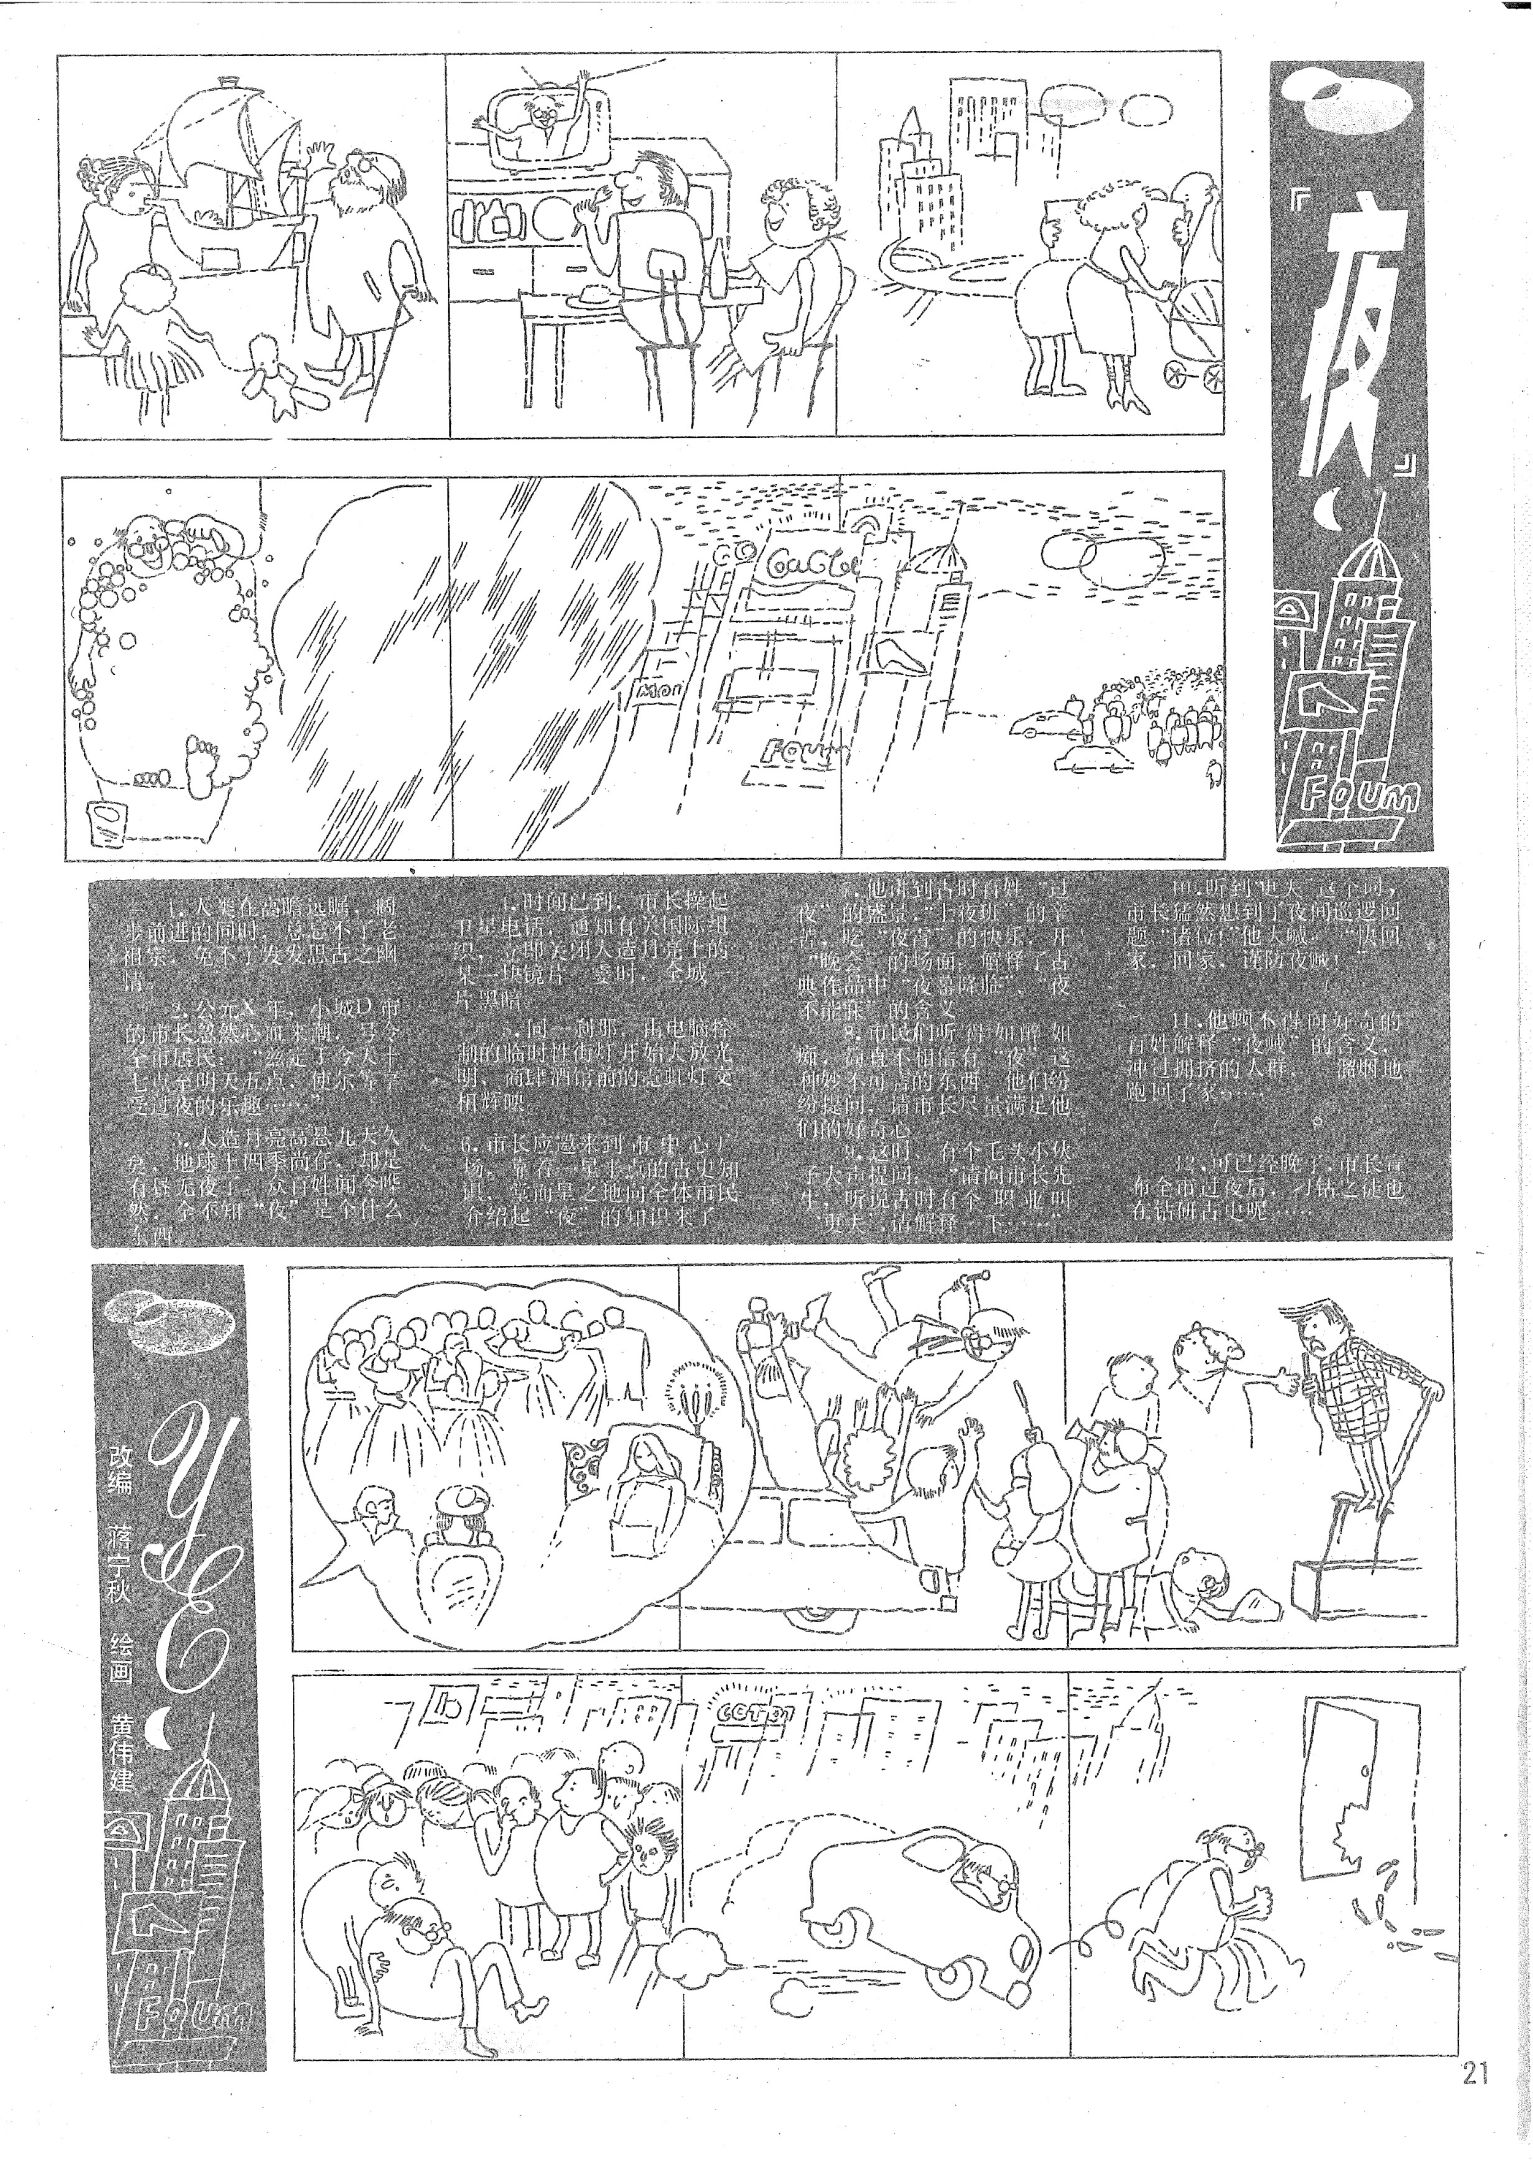 『夜』
FOUM
CocaCola
Mon
FOUM
1.人类在高瞻远瞩、阔
步前进的同时，总忘不了老
祖宗，免不了发发思古之幽
情。
2.公元X年，小城D市
的市长忽然心血来潮，号令
全市居民：“兹定于今天十
七点至明天五点，使尔等享
受过夜的乐趣……”
3.人造月亮高悬九天久
矣，地球上四季尚存，却是
有昼无夜了。众百姓闻令哗
然，全不知“夜”是个什么
东西。
4.时间已到，市长操起
卫星电话，通知有关国际组
织，立即关闭人造月亮上的
某一块镜片。霎时，全城
片黑暗。
5.同一刹那，由电脑控
制的临时性街灯开始大放光
明，商肆酒馆前的霓虹灯交
相辉映。
6.市长应邀来到市中心广
场，靠着一星半点的古史知
识，堂而皇之地向全体市民
介绍起“夜”的知识来了。
7.他讲到古时百姓“过
夜”的盛景，“上夜班”的辛
苦，吃“夜宵”的快乐，开
“晚会”的场面；解释了古
典作品中“夜幕降临”、“夜
不能寐”的含义。
8.市民们听得如醉如
痴，简直不相信有“夜”这
种妙不可言的东西。他们纷
纷提问，请市长尽量满足他
们的好奇心。
9.这时，有个毛头小伙
子大声提问：“请问市长先
生，听说古时有个职业叫
‘更夫’，请解释一下……”
10.听到“更夫”这个词，
市长猛然想到了夜间巡逻问
题。“诸位！”他大喊，“快回
家，回家，谨防夜贼！”
11.他顾不得向好奇的
百姓解释“夜贼”的含义，
冲过拥挤的人群，一溜烟地
跑回了家……
12.可已经晚了，市长宣
布全市过夜后，刁钻之徒也
在钻研古史呢……
YE
改编 蒋宁秋 绘画 黄伟建
FOUM
21